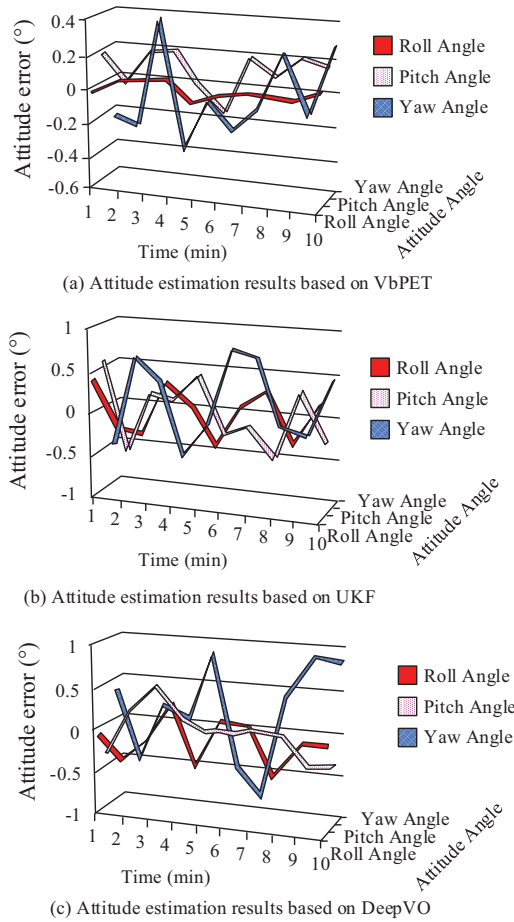 0.4
0.2
0
-0.2
-0.4
-0.6
Attitude error (°)
1 2 3 4 5 6 7 8 9 10
Time (min)
Roll Angle
Pitch Angle
Yaw Angle
Yaw Angle
Pitch Angle
Roll Angle
Attitude Angle
(a) Attitude estimation results based on VbPET
1
0.5
0
-0.5
-1
Attitude error (°)
1 2 3 4 5 6 7 8 9 10
Time (min)
Roll Angle
Pitch Angle
Yaw Angle
Yaw Angle
Pitch Angle
Roll Angle
Attitude Angle
(b) Attitude estimation results based on UKF
1
0.5
0
-0.5
-1
Attitude error (°)
1 2 3 4 5 6 7 8 9 10
Time (min)
Roll Angle
Pitch Angle
Yaw Angle
Yaw Angle
Pitch Angle
Roll Angle
Attitude Angle
(c) Attitude estimation results based on DeepVO